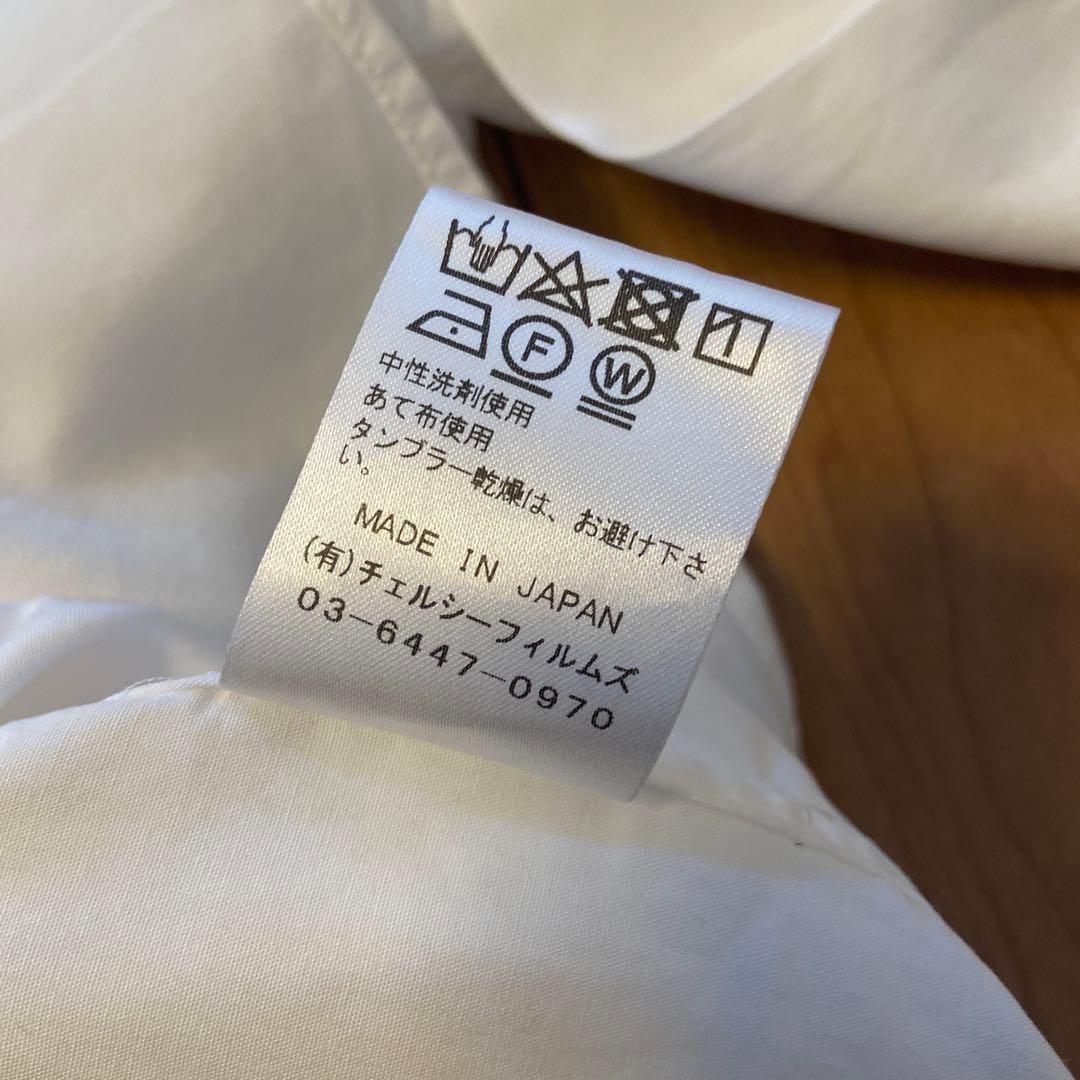 F W
中性洗剤使用
あて布使用
タンブラー乾燥は、お避け下さ
い。
MADE IN JAPAN
(有)チェルシーフィルムズ
03-6447-0970